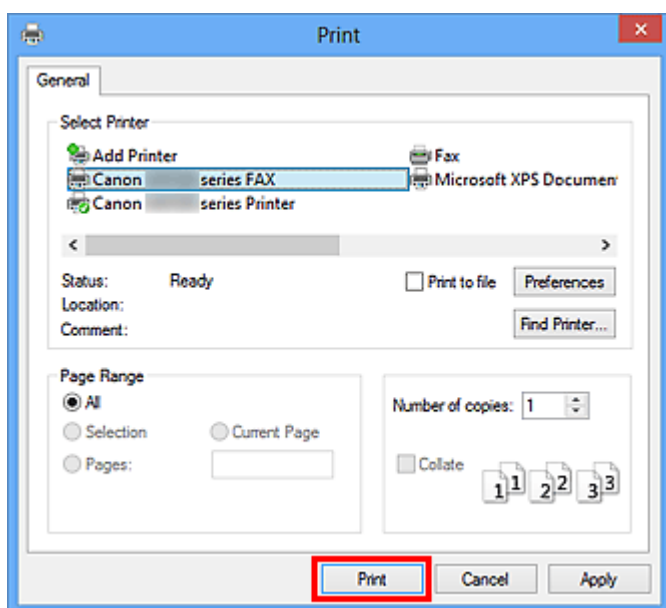 Print
General
Select Printer
Add Printer
Fax
Canon series FAX
Microsoft XPS Documen
Canon series Printer
Status: Ready
Print to file
Preferences
Location:
Comment:
Find Printer...
Page Range
All
Selection
Current Page
Pages:
Number of copies: 1
Collate
1 1 2 2 3 3
Print
Cancel
Apply